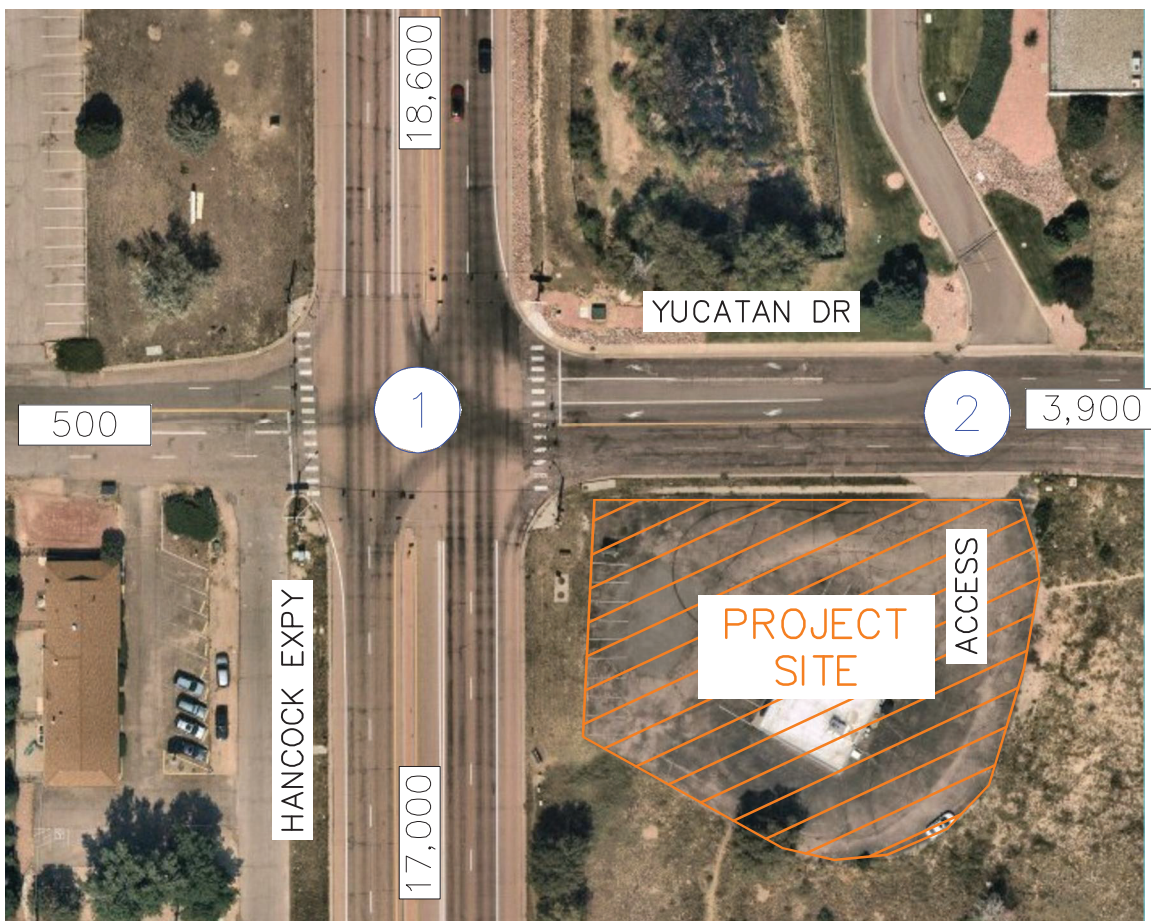 18,600
YUCATAN DR
500
1
2
3,900
HANCOCK EXPY
PROJECT
SITE
ACCESS
17,000